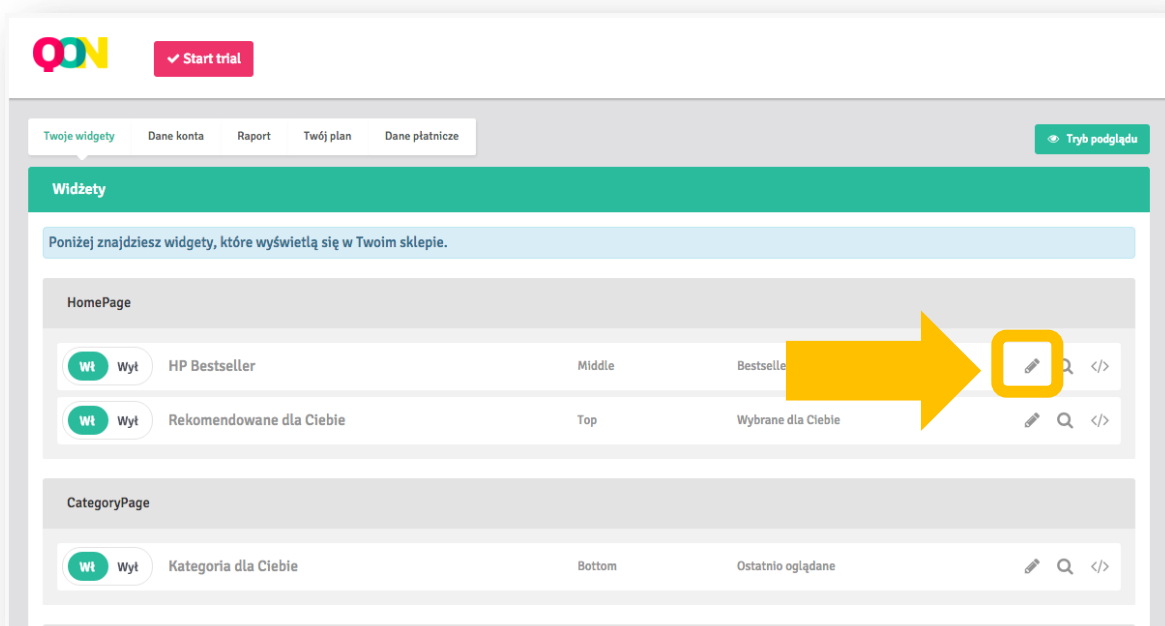 QON
Start trial
Twoje widgety Dane konta Raport Twój plan Dane płatnicze
Tryb podglądu
Widżety
Poniżej znajdziesz widgety, które wyświetlą się w Twoim sklepie.
HomePage
Wł Wył HP Bestseller Middle </>
Wł Wył Rekomendowane dla Ciebie Top Wybrane dla Ciebie </>
CategoryPage
Wł Wył Kategoria dla Ciebie Bottom Ostatnio oglądane </>